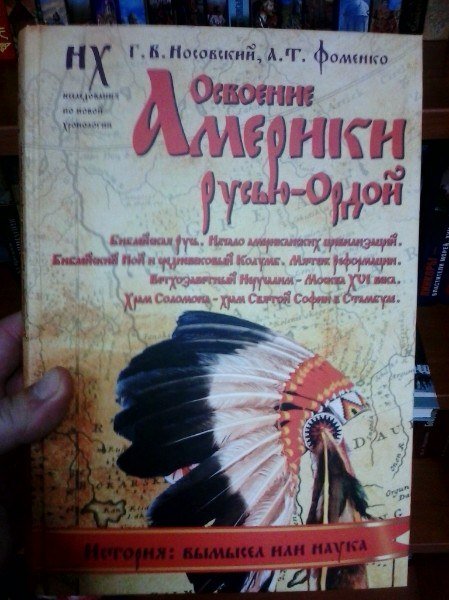 НХ
исследования
по новой
хронологии
Г. В. Носовский, А. Т. Фоменко
Освоение
Америки
Русью-Ордой
Библейская Русь. Начало американских цивилизаций.
Библейский Ной и средневековый Колумб. Мятеж Реформации.
Ветхозаветный Иерусалим - Москва XVI века.
Храм Соломона - храм Святой Софии в Стамбуле.
История: вымысел или наука
ВИКИНГИ